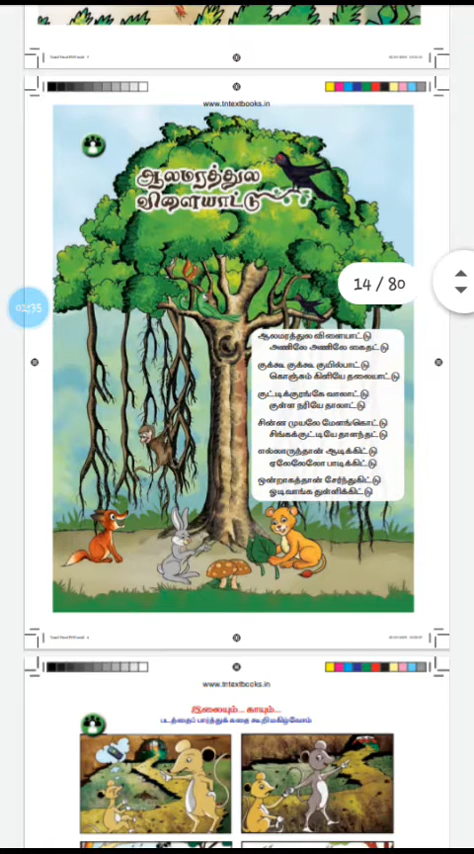 www.tntextbooks.in
ஆலமரத்துல
விளையாட்டு
14 / 80
02:35
ஆலமரத்துல விளையாட்டு
அணிலே அணிலே கைதட்டு
குக்கூ குக்கூ குயில்பாட்டு
கொஞ்சும் கிளியே தலையாட்டு
குட்டிக்குரங்கே வாலாட்டு
குள்ள நரியே தாலாட்டு
சின்ன முயலே மேளங்கொட்டு
சிங்கக்குட்டியே தாளந்தட்டு
எல்லாருந்தான் ஆடிக்கிட்டு
ஏலேலேலோ பாடிக்கிட்டு
ஒன்றாகத்தான் சேர்ந்துகிட்டு
ஓடிவாங்க துள்ளிக்கிட்டு
www.tntextbooks.in
இலையும்... காயும்...
படத்தைப் பார்த்துக் கதை கூறி மகிழ்வோம்